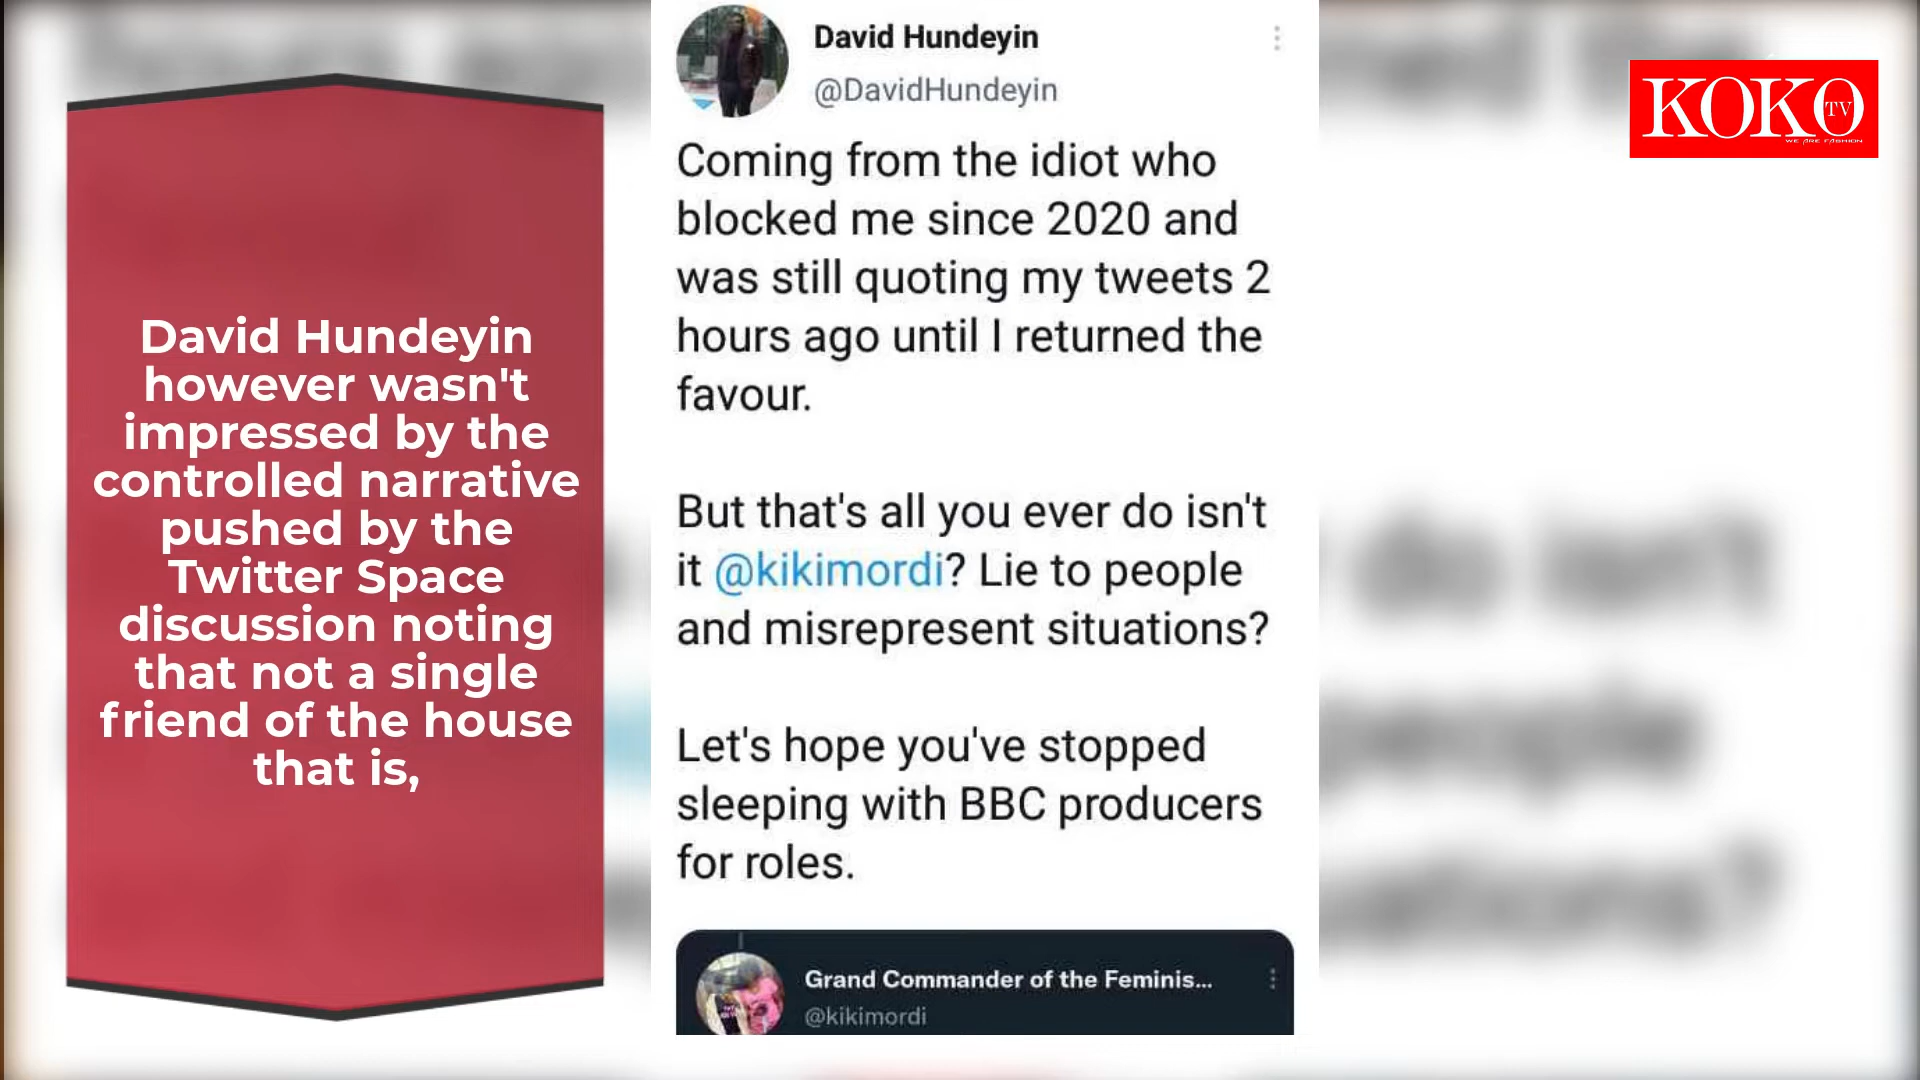 David Hundeyin
however wasn't
impressed by the
controlled narrative
pushed by the
Twitter Space
discussion noting
that not a single
friend of the house
that is,
David Hundeyin
@DavidHundeyin
Coming from the idiot who
blocked me since 2020 and
was still quoting my tweets 2
hours ago until I returned the
favour.
But that's all you ever do isn't
it @kikimordi? Lie to people
and misrepresent situations?
Let's hope you've stopped
sleeping with BBC producers
for roles.
Grand Commander of the Feminis...
@kikimordi
KOKO
TV
WE ARE FASHION